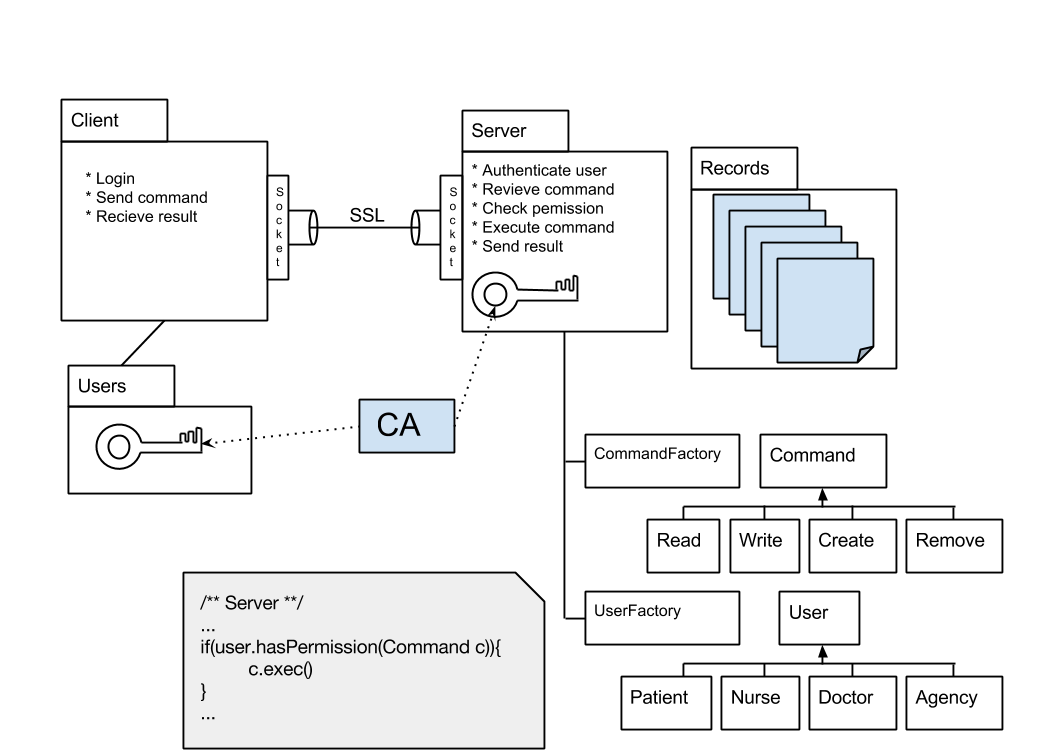 Client
* Login
* Send command
* Recieve result
Socket
SSL
Socket
Server
* Authenticate user
* Revieve command
* Check pemission
* Execute command
* Send result
Records
Users
CA
CommandFactory
Command
Read
Write
Create
Remove
UserFactory
User
Patient
Nurse
Doctor
Agency
/** Server **/
...
if(user.hasPermission(Command c)){
c.exec()
}
...